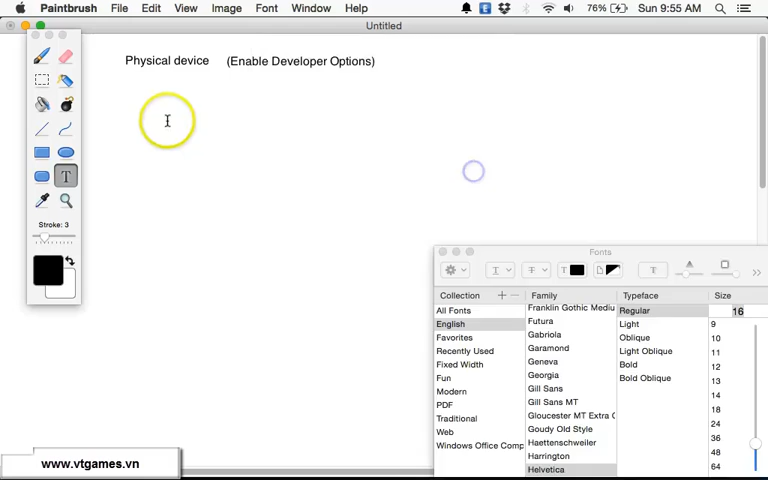 Paintbrush File Edit View Image Font Window Help 76% Sun 9:55 AM
Untitled
Physical device (Enable Developer Options)
T
Stroke: 3
Fonts
T T T T
Collection Family Typeface Size
All Fonts Franklin Gothic Mediu Regular 16
English Futura Light 9
Favorites Gabriola Oblique 10
Recently Used Garamond Light Oblique 11
Fixed Width Geneva Bold 12
Fun Georgia Bold Oblique 13
Modern Gill Sans 14
PDF Gill Sans MT 18
Traditional Gloucester MT Extra C 24
Web Goudy Old Style 36
Windows Office Comp Haettenschweiler 48
Harrington 64
Helvetica
www.vtgames.vn